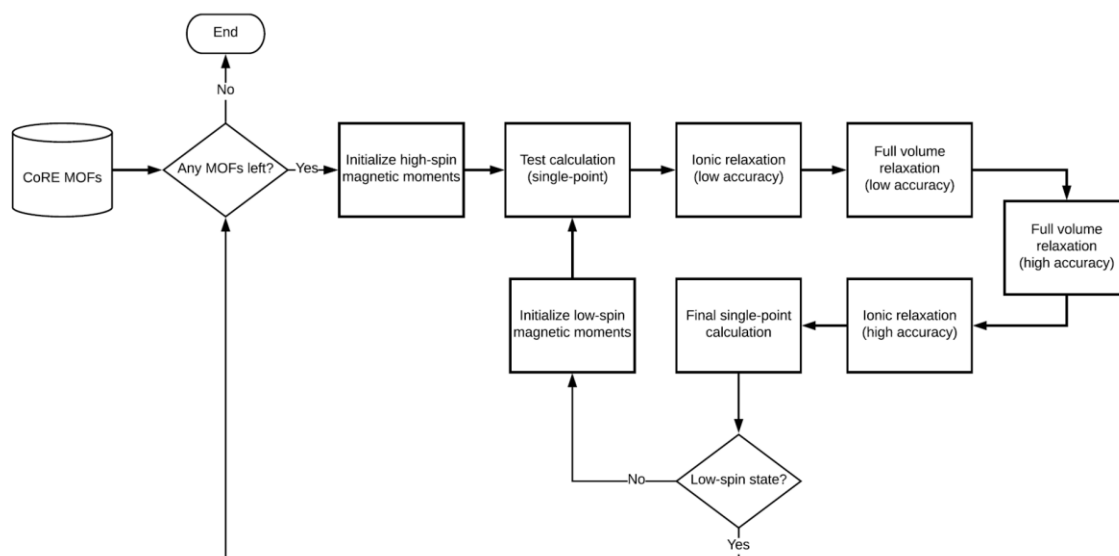 End
No
CoRE MOFs
Any MOFs left?
Yes
Initialize high-spin
magnetic moments
Test calculation
(single-point)
Ionic relaxation
(low accuracy)
Full volume
relaxation
(low accuracy)
Full volume
relaxation
(high accuracy)
Initialize low-spin
magnetic moments
Final single-point
calculation
Ionic relaxation
(high accuracy)
No
Low-spin state?
Yes